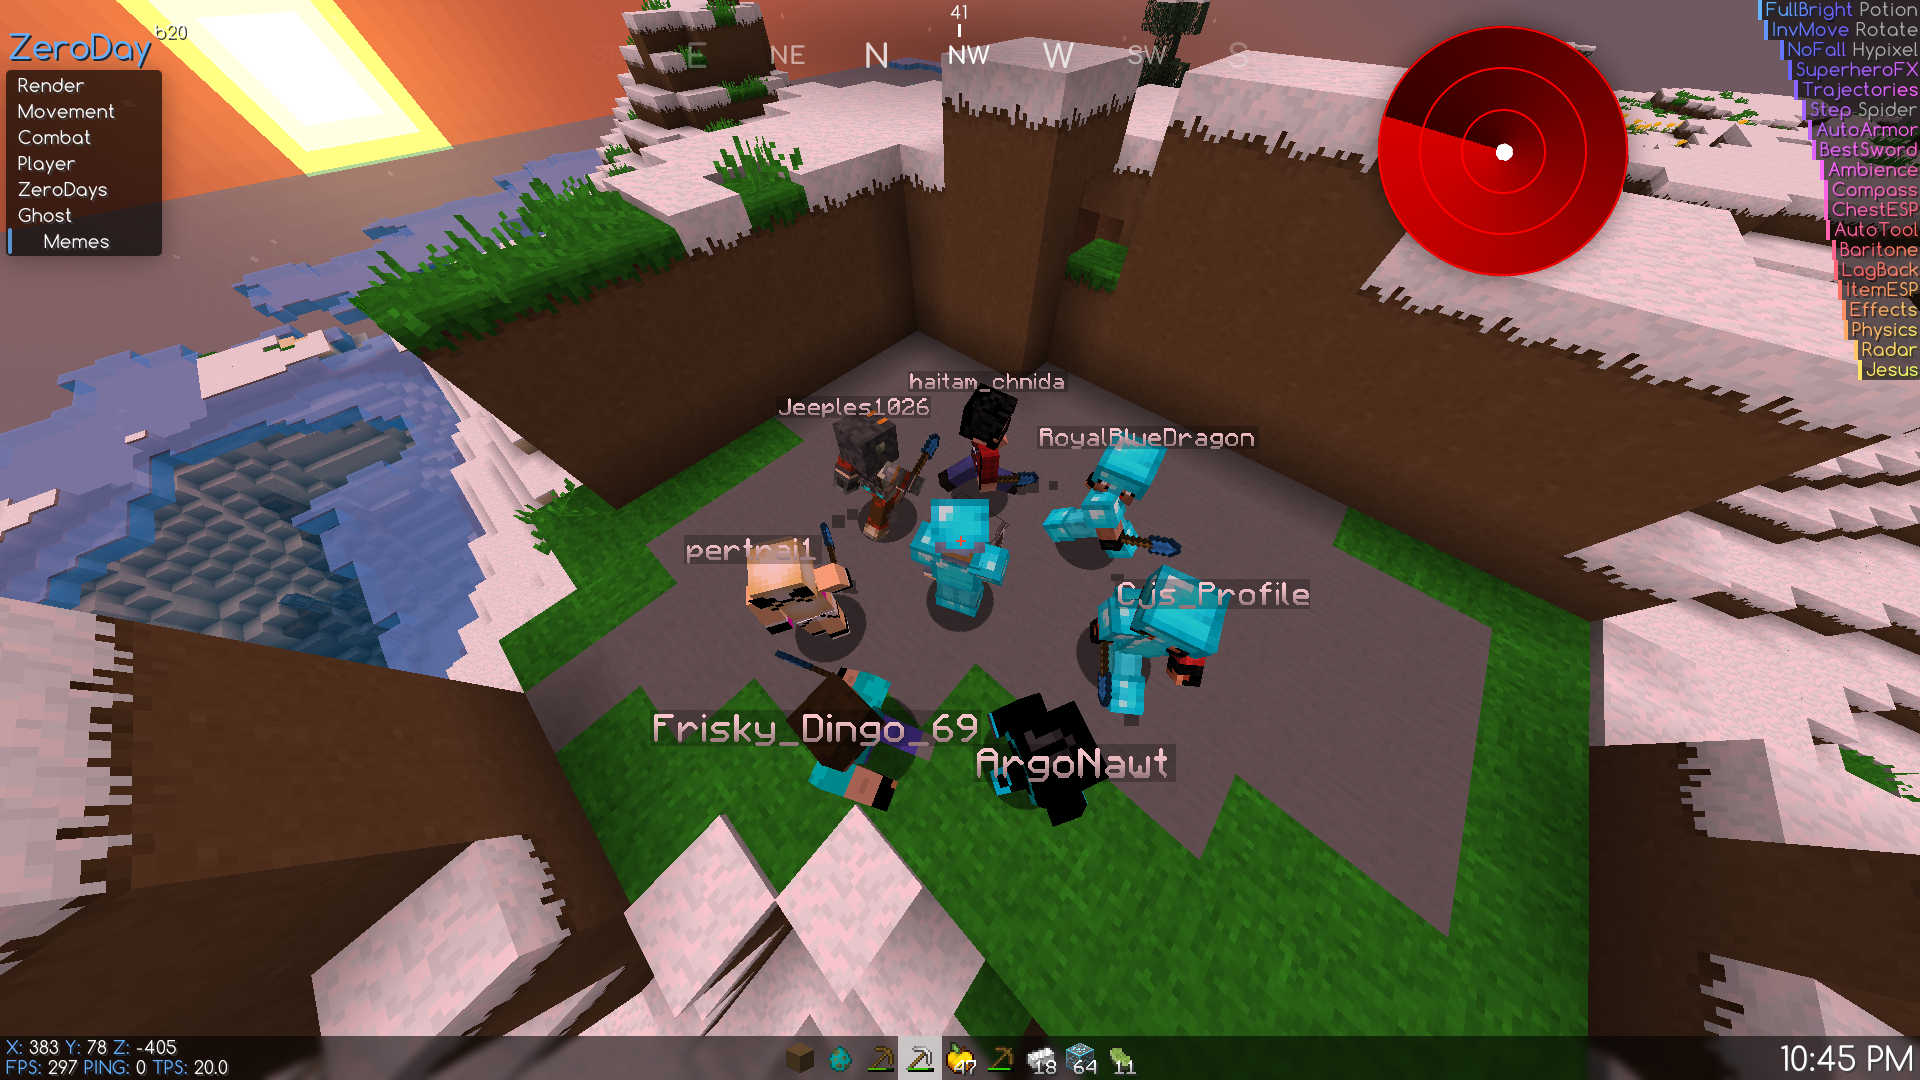 ZeroDay b20
Render
Movement
Combat
Player
ZeroDays
Ghost
Memes
41
SE E NE N NW W SW S
FullBright Potion
InvMove Rotate
NoFall Hypixel
SuperheroFX
Trajectories
Step Spider
AutoArmor
BestSword
Ambience
Compass
ChestESP
AutoTool
Baritone
LagBack
ItemESP
Effects
Physics
Radar
Jesus
haitam_chnida
Jeeples1026
RoyalBlueDragon
pertnaj1
Cjs_Profile
Frisky_Dingo_69
ArgoNawt
X: 383 Y: 78 Z: -405
FPS: 297 PING: 0 TPS: 20.0
47 18 64 11
10:45 PM